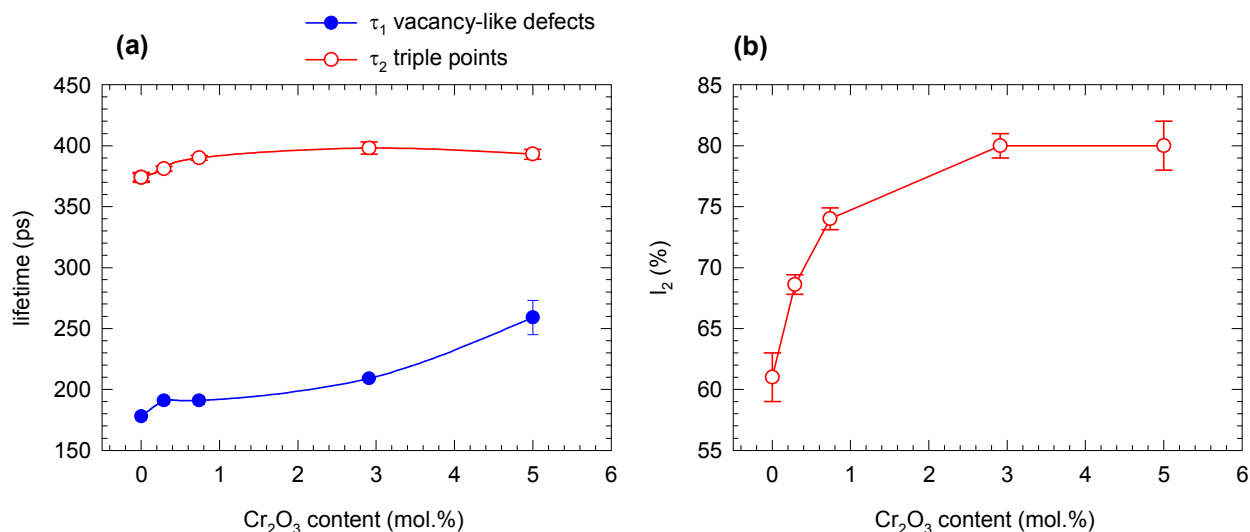 τ₁ vacancy-like defects
τ₂ triple points
(a)
450
400
350
300
250
200
150
lifetime (ps)
0 1 2 3 4 5 6
Cr₂O₃ content (mol.%)
(b)
85
80
75
70
65
60
55
I₂ (%)
0 1 2 3 4 5 6
Cr₂O₃ content (mol.%)